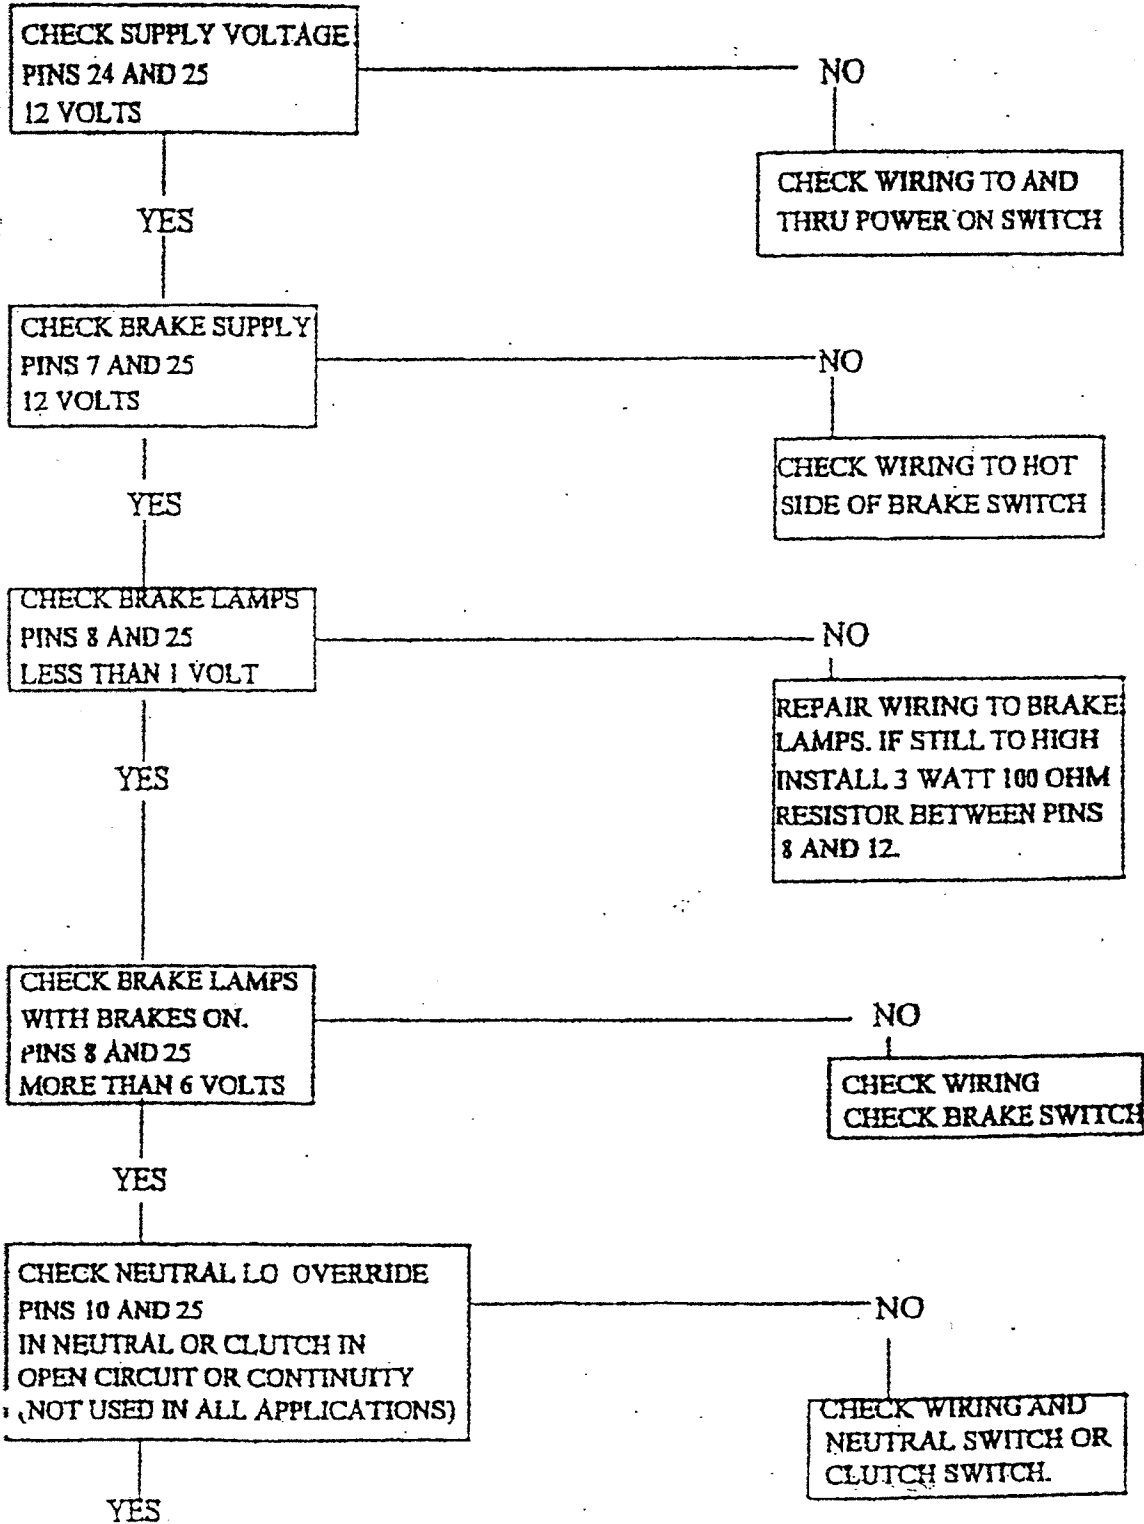 CHECK SUPPLY VOLTAGE
PINS 24 AND 25
12 VOLTS
NO
CHECK WIRING TO AND
THRU POWER ON SWITCH
YES
CHECK BRAKE SUPPLY
PINS 7 AND 25
12 VOLTS
NO
CHECK WIRING TO HOT
SIDE OF BRAKE SWITCH
YES
CHECK BRAKE LAMPS
PINS 8 AND 25
LESS THAN 1 VOLT
NO
REPAIR WIRING TO BRAKE
LAMPS. IF STILL TO HIGH
INSTALL 3 WATT 100 OHM
RESISTOR BETWEEN PINS
8 AND 12.
YES
CHECK BRAKE LAMPS
WITH BRAKES ON.
PINS 8 AND 25
MORE THAN 6 VOLTS
NO
CHECK WIRING
CHECK BRAKE SWITCH
YES
CHECK NEUTRAL LO OVERRIDE
PINS 10 AND 25
IN NEUTRAL OR CLUTCH IN
OPEN CIRCUIT OR CONTINUITY
(NOT USED IN ALL APPLICATIONS)
NO
CHECK WIRING AND
NEUTRAL SWITCH OR
CLUTCH SWITCH.
YES